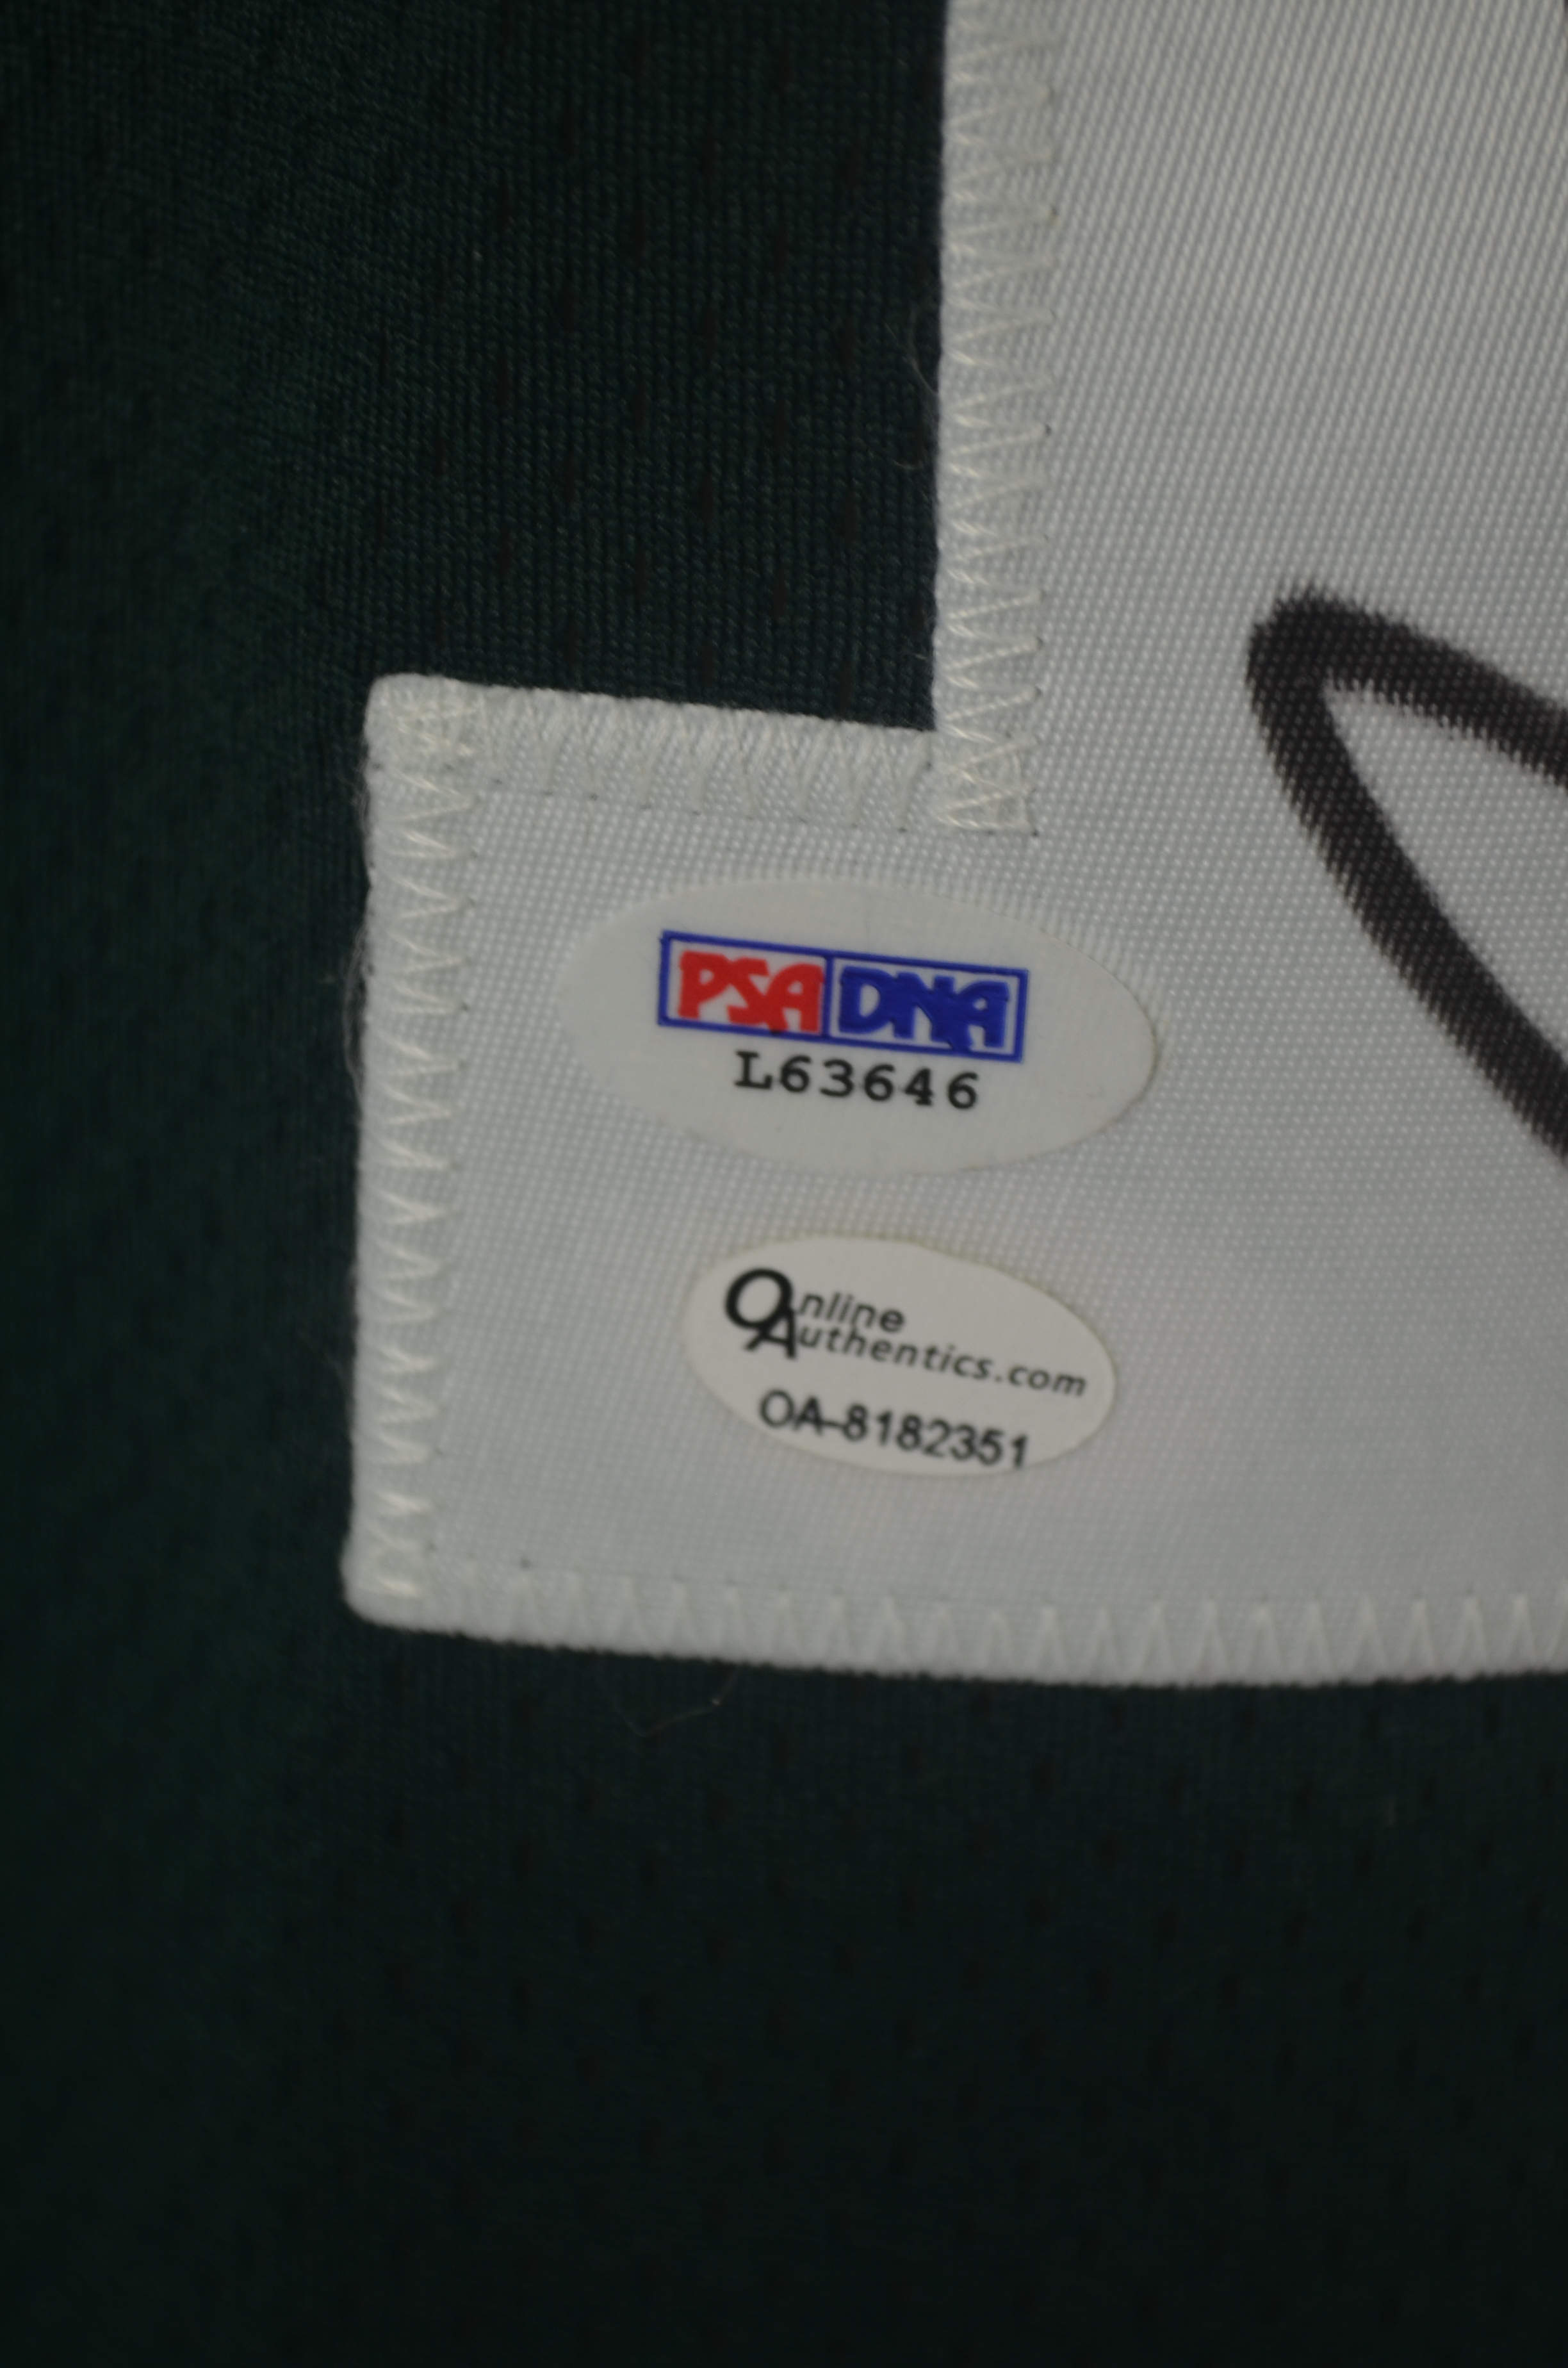 PSA DNA
L63646
Online
Authentics.com
OA-8182351